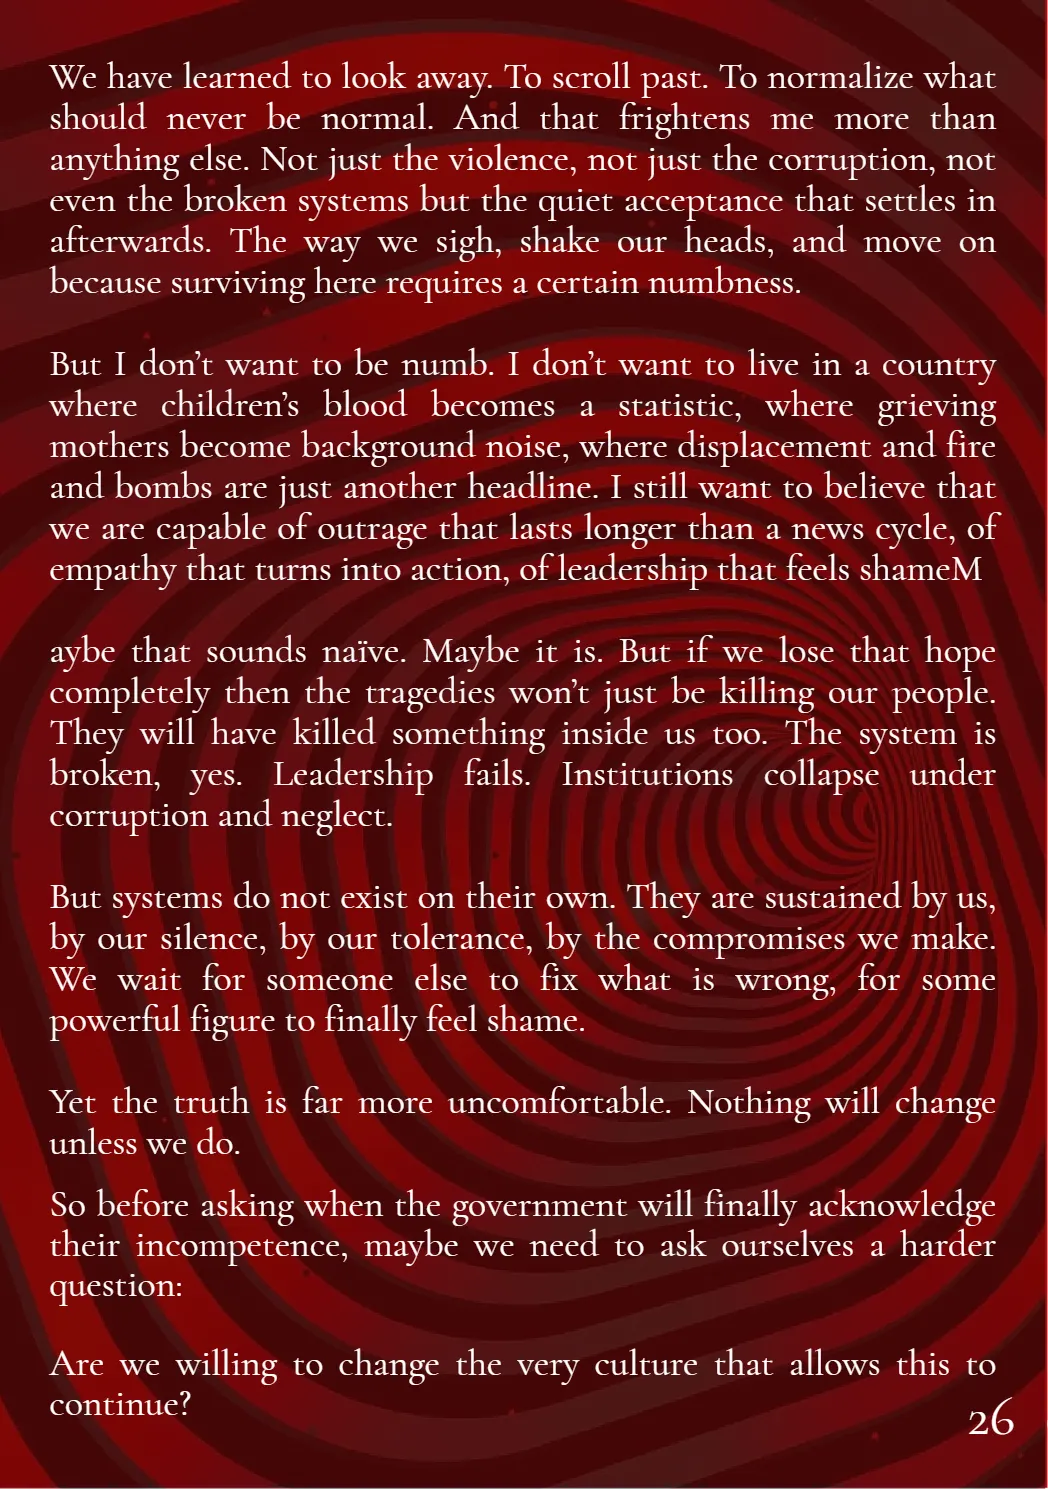 We have learned to look away. To scroll past. To normalize what
should never be normal. And that frightens me more than
anything else. Not just the violence, not just the corruption, not
even the broken systems but the quiet acceptance that settles in
afterwards. The way we sigh, shake our heads, and move on
because surviving here requires a certain numbness.
But I don’t want to be numb. I don’t want to live in a country
where children’s blood becomes a statistic, where grieving
mothers become background noise, where displacement and fire
and bombs are just another headline. I still want to believe that
we are capable of outrage that lasts longer than a news cycle, of
empathy that turns into action, of leadership that feels shameM
aybe that sounds naïve. Maybe it is. But if we lose that hope
completely then the tragedies won’t just be killing our people.
They will have killed something inside us too. The system is
broken, yes. Leadership fails. Institutions collapse under
corruption and neglect.
But systems do not exist on their own. They are sustained by us,
by our silence, by our tolerance, by the compromises we make.
We wait for someone else to fix what is wrong, for some
powerful figure to finally feel shame.
Yet the truth is far more uncomfortable. Nothing will change
unless we do.
So before asking when the government will finally acknowledge
their incompetence, maybe we need to ask ourselves a harder
question:
Are we willing to change the very culture that allows this to
continue?
26